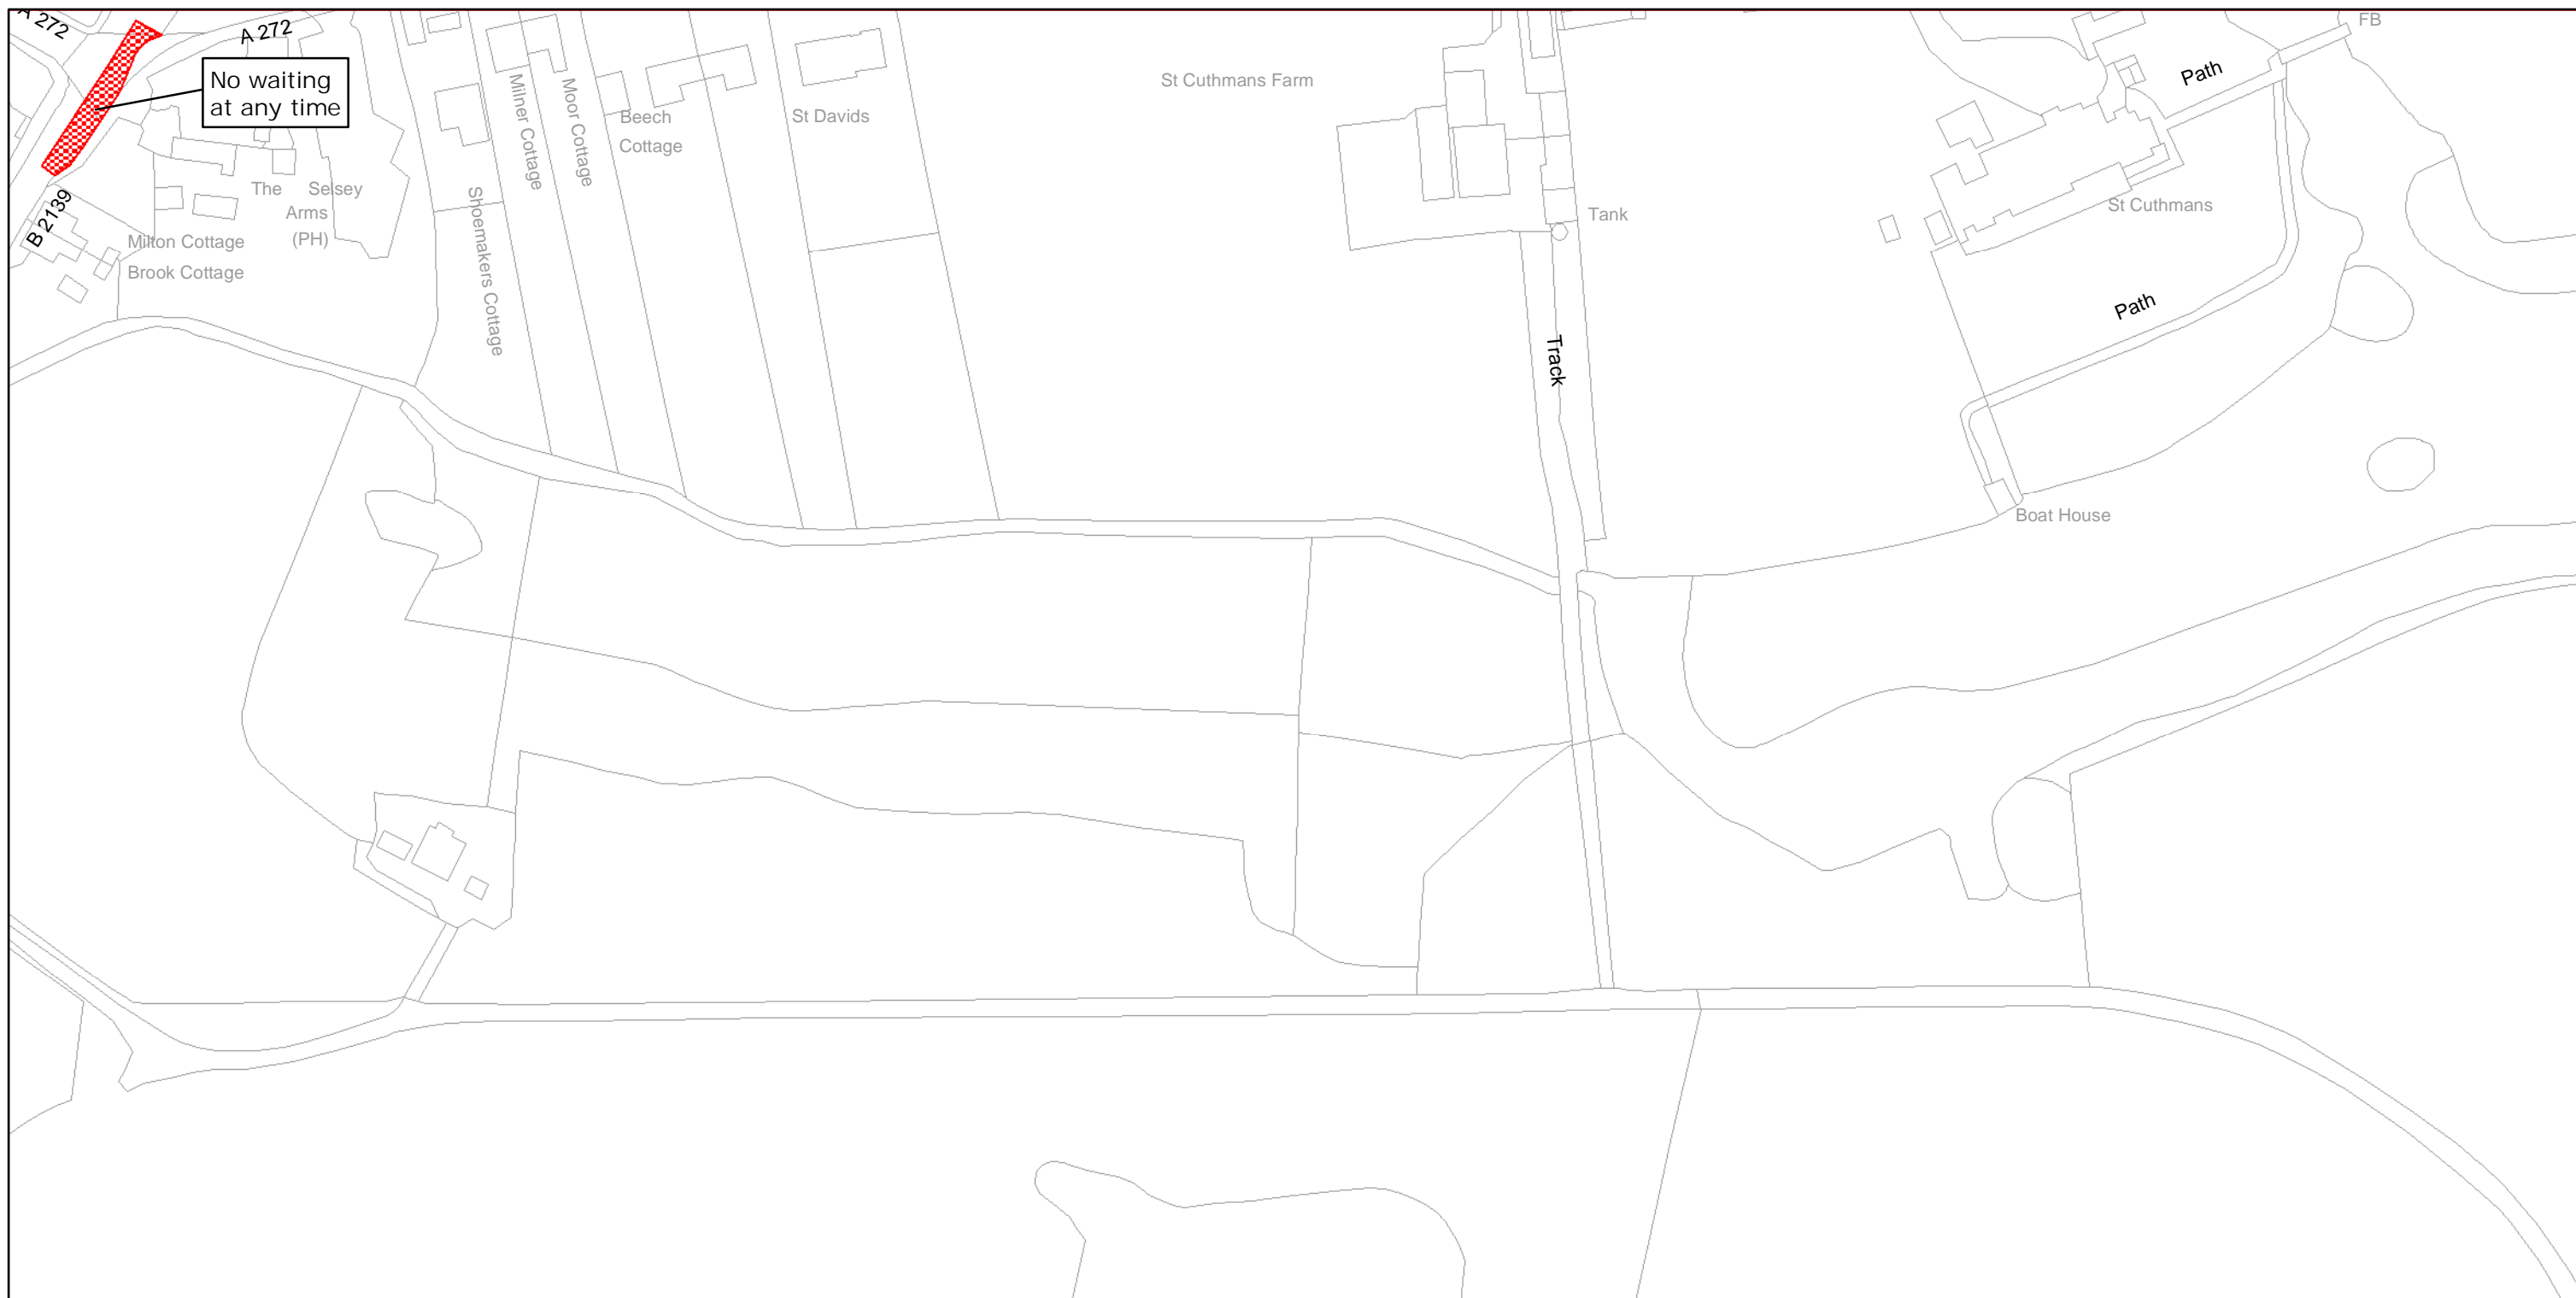 A 272
A 272
No waiting
at any time
B 2139
The Selsey
Arms
(PH)
Milton Cottage
Brook Cottage
Shoemakers Cottage
Milner Cottage
Moor Cottage
Beech
Cottage
St Davids
St Cuthmans Farm
Tank
Track
FB
Path
St Cuthmans
Path
Boat House